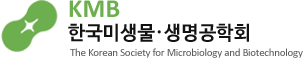 KMB
한국미생물·생명공학회
The Korean Society for Microbiology and Biotechnology